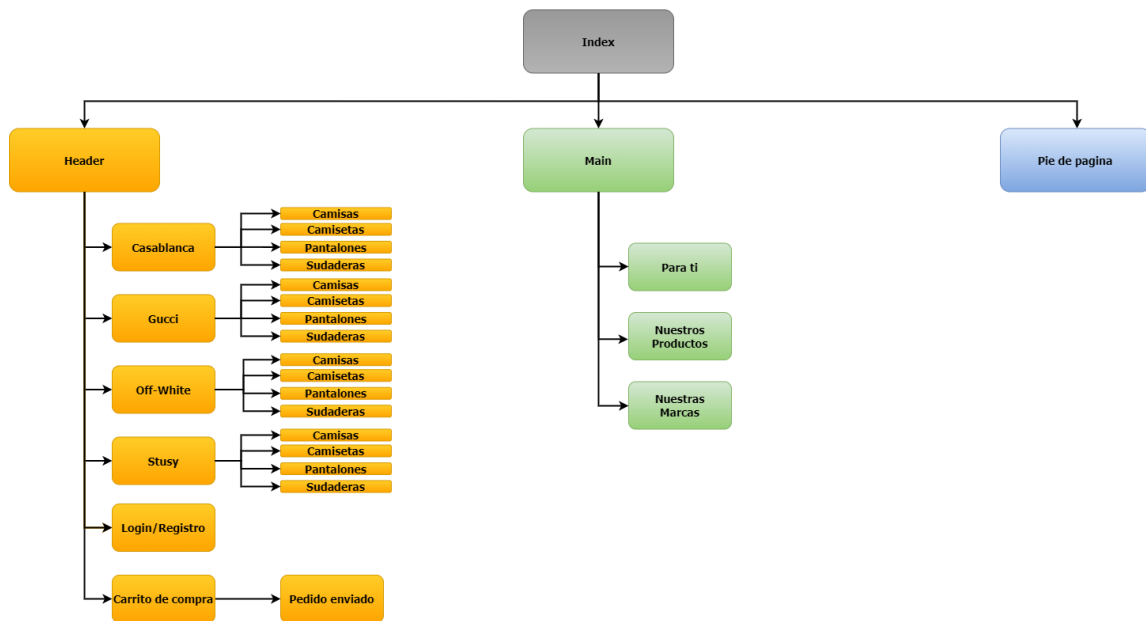 Index
Header
Main
Pie de pagina
Casablanca
Camisas
Camisetas
Pantalones
Sudaderas
Gucci
Camisas
Camisetas
Pantalones
Sudaderas
Off-White
Camisas
Camisetas
Pantalones
Sudaderas
Stusy
Camisas
Camisetas
Pantalones
Sudaderas
Login/Registro
Carrito de compra
Pedido enviado
Para ti
Nuestros
Productos
Nuestras
Marcas